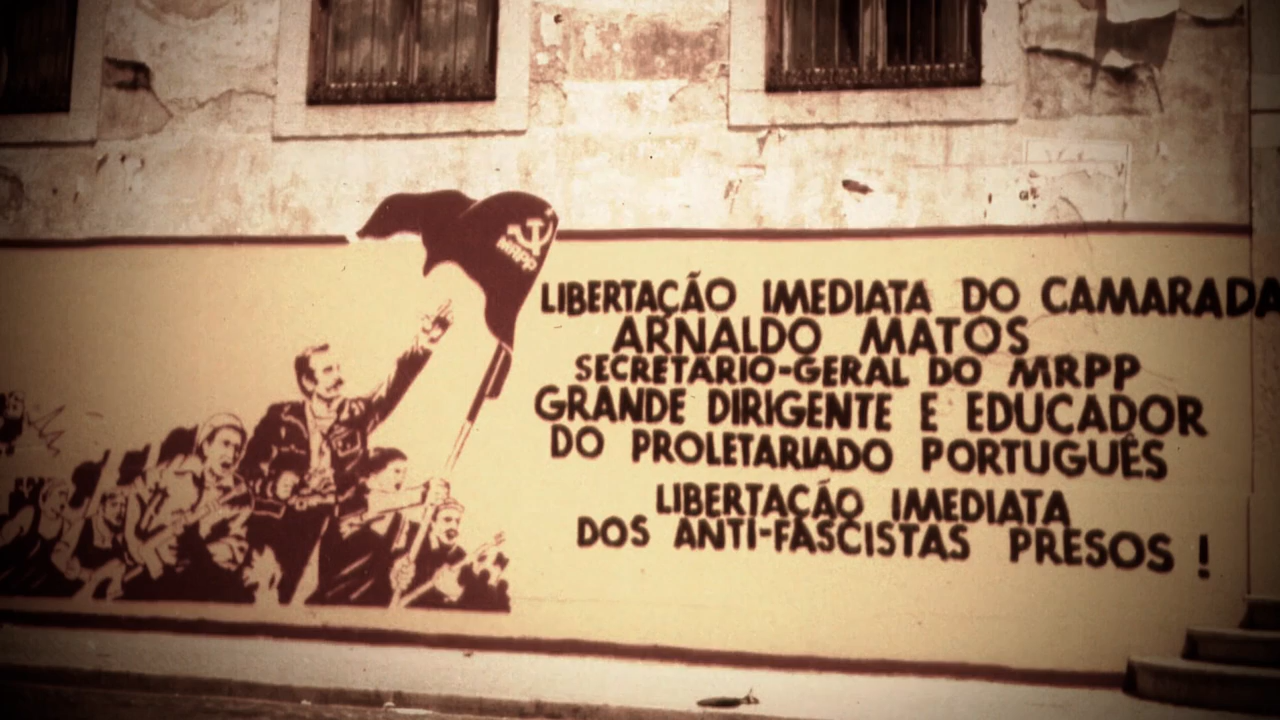 MRPP
LIBERTAÇÃO IMEDIATA DO CAMARADA
ARNALDO MATOS
SECRETÁRIO-GERAL DO MRPP
GRANDE DIRIGENTE E EDUCADOR
DO PROLETARIADO PORTUGUÊS
LIBERTAÇÃO IMEDIATA
DOS ANTI-FASCISTAS PRESOS !